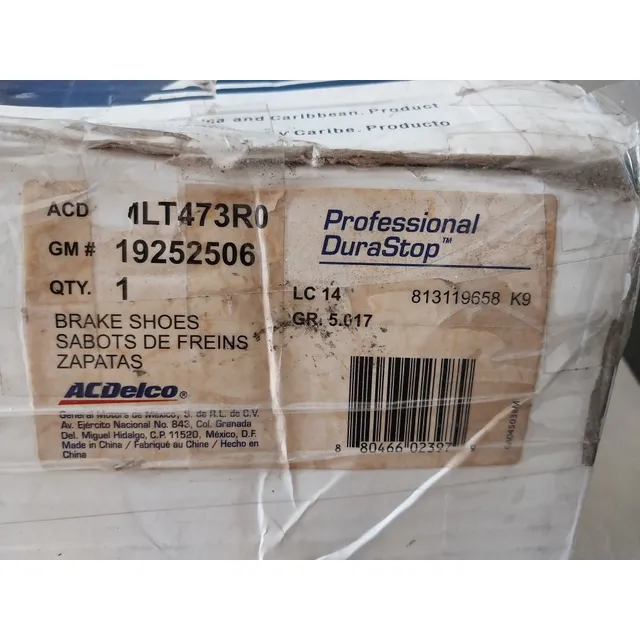 and Caribbean. Product
y Caribe. Producto
ACD
MLT473R0
GM # 19252506
QTY. 1
BRAKE SHOES
SABOTS DE FREINS
ZAPATAS
ACDelco®
General Motors de México, S. de R.L. de C.V.
Av. Ejército Nacional No. 843, Col. Granada
Del. Miguel Hidalgo, C.P. 11520, México, D.F.
Made in China / Fabriqué au Chine / Hecho en
China
Professional
DuraStop™
LC 14
813119658 K9
GR. 5.017
8 80466 02397 9